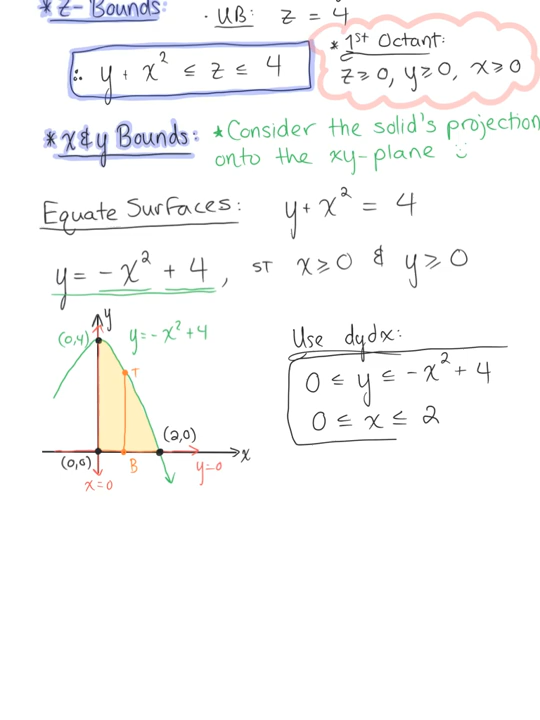 * Z- Bounds:
· UB: z = 4
∴ y + x² ≤ z ≤ 4
* 1st Octant:
z ≥ 0, y ≥ 0, x ≥ 0
* x & y Bounds:
* Consider the solid's projection
onto the xy-plane
Equate Surfaces: y + x² = 4
y = - x² + 4, ST x ≥ 0 & y ≥ 0
y
(0,4) y = - x² + 4
T
(2,0)
(0,0) B y=0 x
x=0
Use dydx:
0 ≤ y ≤ - x² + 4
0 ≤ x ≤ 2